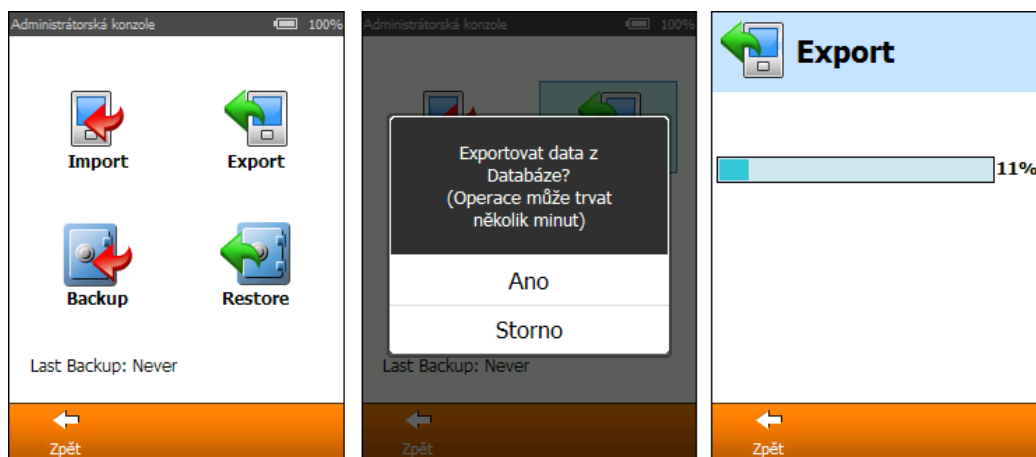 Administrátorská konzole 100%
Import Export
Backup Restore
Last Backup: Never
Zpět
Administrátorská konzole 100%
Exportovat data z
Databáze?
(Operace může trvat
několik minut)
Ano
Storno
Last Backup: Never
Zpět
Export
11%
Zpět